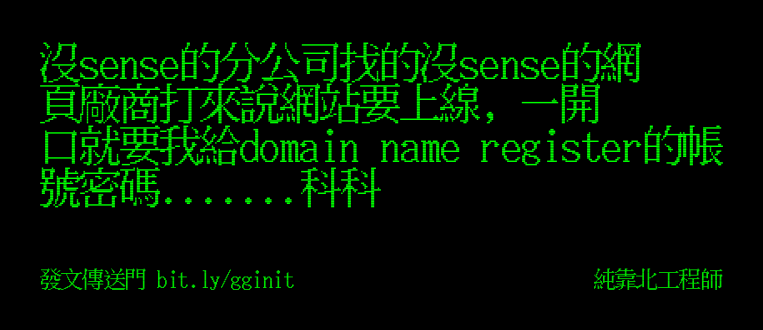 沒sense的分公司找的沒sense的網
頁廠商打來說網站要上線, 一開
口就要我給domain name register的帳
號密碼.......科科
發文傳送門 bit.ly/gginit
純靠北工程師